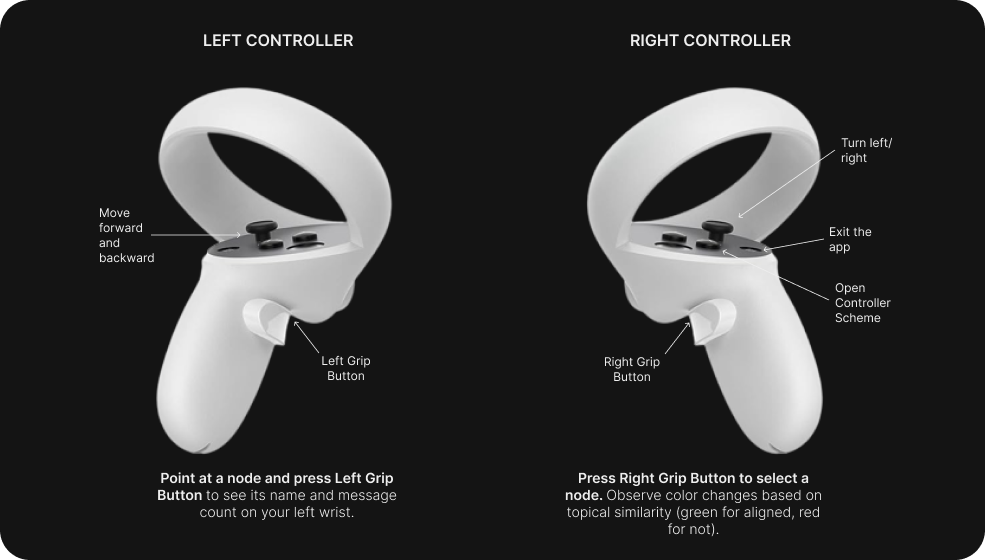 LEFT CONTROLLER
RIGHT CONTROLLER
Move
forward
and
backward
Left Grip
Button
Turn left/
right
Exit the
app
Open
Controller
Scheme
Right Grip
Button
Point at a node and press Left Grip
Button to see its name and message
count on your left wrist.
Press Right Grip Button to select a
node. Observe color changes based on
topical similarity (green for aligned, red
for not).